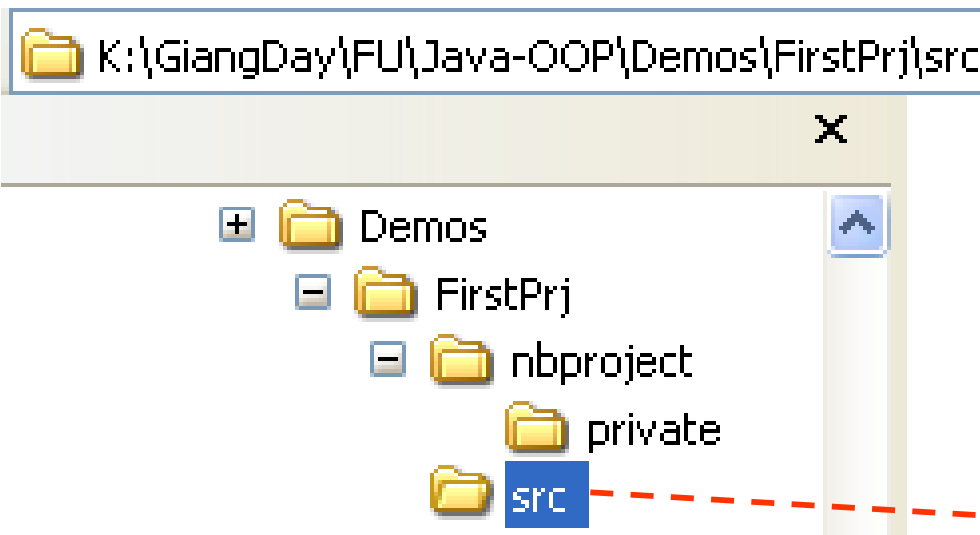 K:\GiangDay\FU\Java-OOP\Demos\FirstPrj\src
Demos
FirstPrj
nbproject
private
src